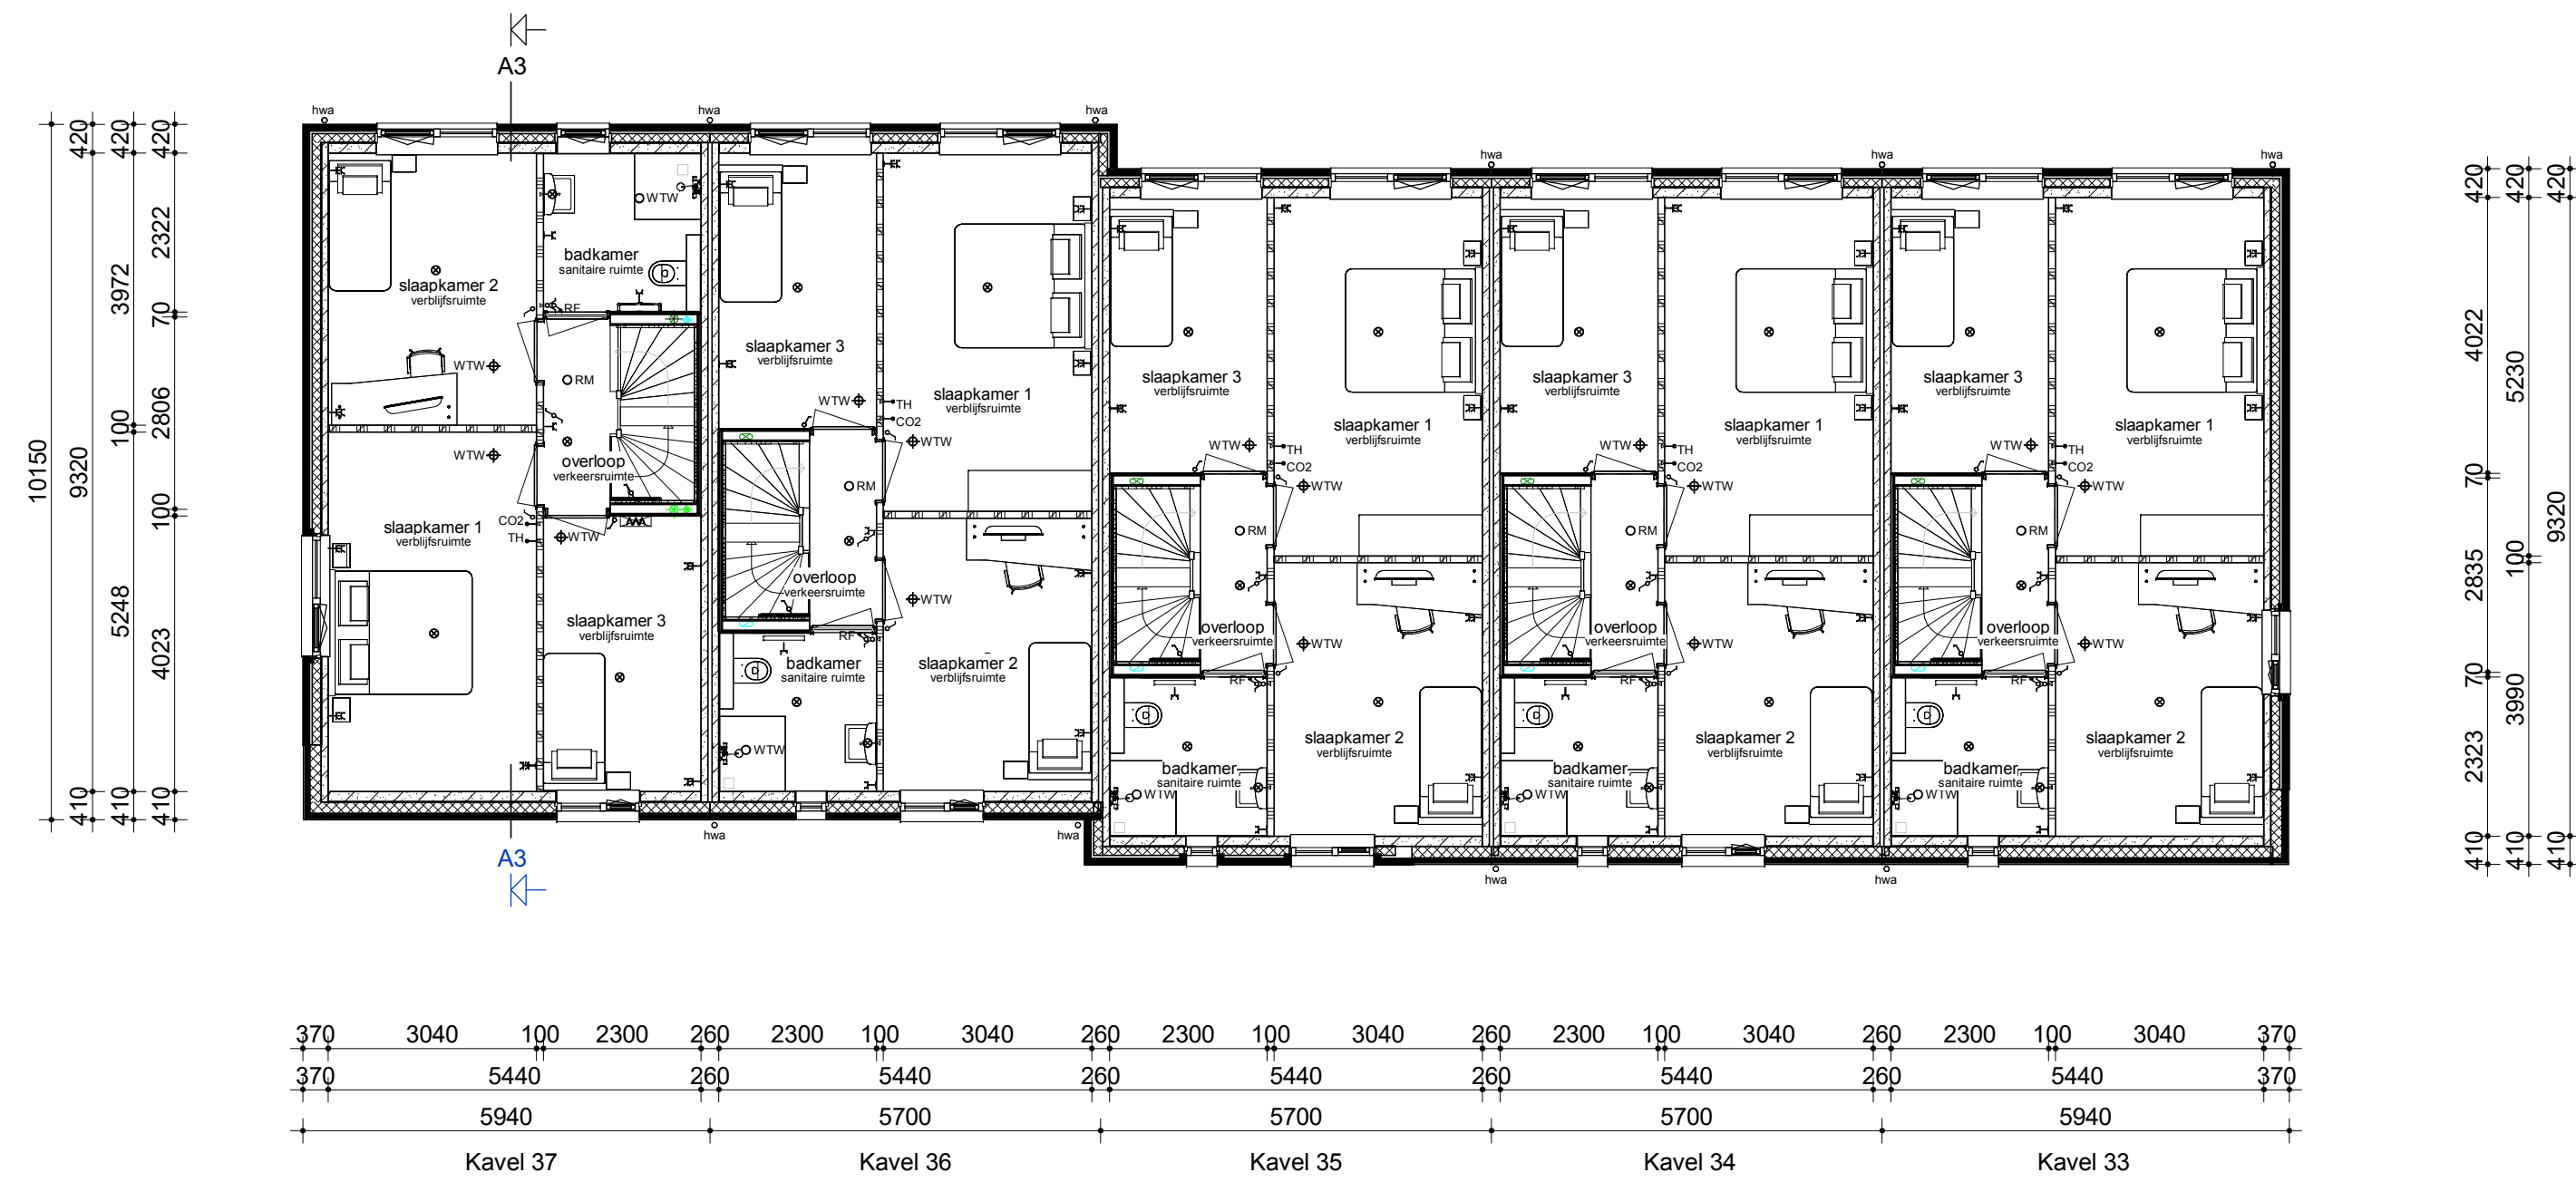 A3
hwa hwa hwa
hwa hwa hwa
420 420 420
420 420 420
10150
9320
3972
5248
2322
70
2806
100
100
4023
410 410 410
WTW
badkamer
sanitaire ruimte
slaapkamer 2
verblijfsruimte
RF
WTW
RM
WTW
overloop
verkeersruimte
slaapkamer 1
verblijfsruimte
CO2
TH
WTW
slaapkamer 3
verblijfsruimte
slaapkamer 3
verblijfsruimte
WTW
TH
CO2
slaapkamer 1
verblijfsruimte
WTW
RM
overloop
verkeersruimte
WTW
RF
badkamer
sanitaire ruimte
slaapkamer 2
verblijfsruimte
WTW
slaapkamer 3
verblijfsruimte
slaapkamer 1
verblijfsruimte
WTW
TH
CO2
WTW
RM
overloop
verkeersruimte
WTW
RF
slaapkamer 2
verblijfsruimte
badkamer
sanitaire ruimte
WTW
slaapkamer 3
verblijfsruimte
slaapkamer 1
verblijfsruimte
WTW
TH
CO2
WTW
RM
overloop
verkeersruimte
WTW
RF
slaapkamer 2
verblijfsruimte
badkamer
sanitaire ruimte
WTW
slaapkamer 3
verblijfsruimte
slaapkamer 1
verblijfsruimte
WTW
TH
CO2
WTW
RM
overloop
verkeersruimte
WTW
RF
slaapkamer 2
verblijfsruimte
badkamer
sanitaire ruimte
WTW
4022
70
2835
70
2323
5230
100
3990
9320
410 410 410
hwa hwa
hwa hwa
A3
370 3040 100 2300 260 2300 100 3040 260 2300 100 3040 260 2300 100 3040 260 2300 100 3040 370
370 5440 260 5440 260 5440 260 5440 260 5440 370
5940 5700 5700 5700 5940
Kavel 37 Kavel 36 Kavel 35 Kavel 34 Kavel 33